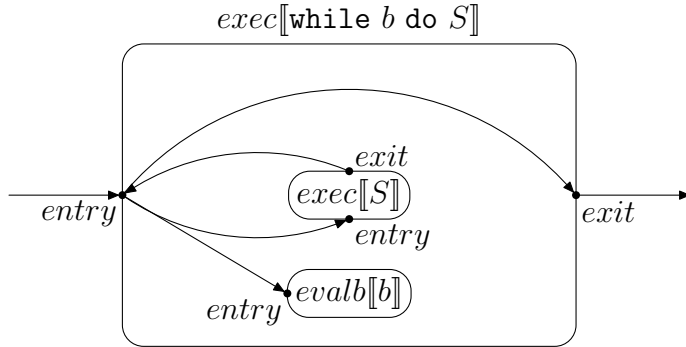 exec⟦while b do S⟧
exit
exec⟦S⟧
entry
exit
entry
evalb⟦b⟧
entry